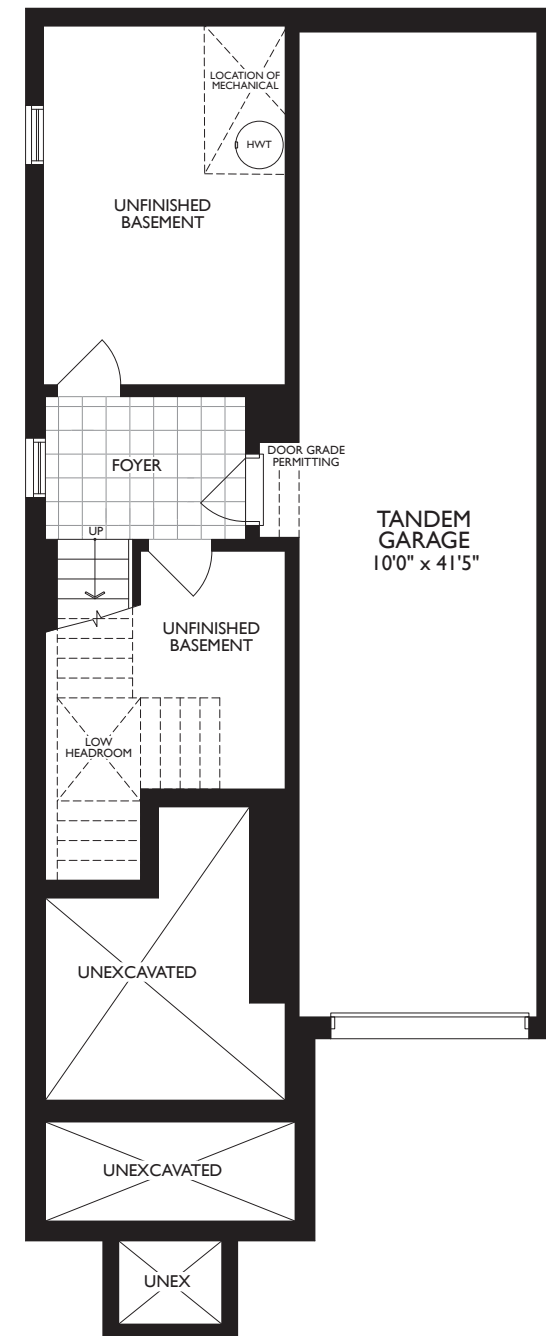 LOCATION OF
MECHANICAL
HWT
UNFINISHED
BASEMENT
FOYER
DOOR GRADE
PERMITTING
UP
TANDEM
GARAGE
10'0" x 41'5"
UNFINISHED
BASEMENT
LOW
HEADROOM
UNEXCAVATED
UNEXCAVATED
UNEX